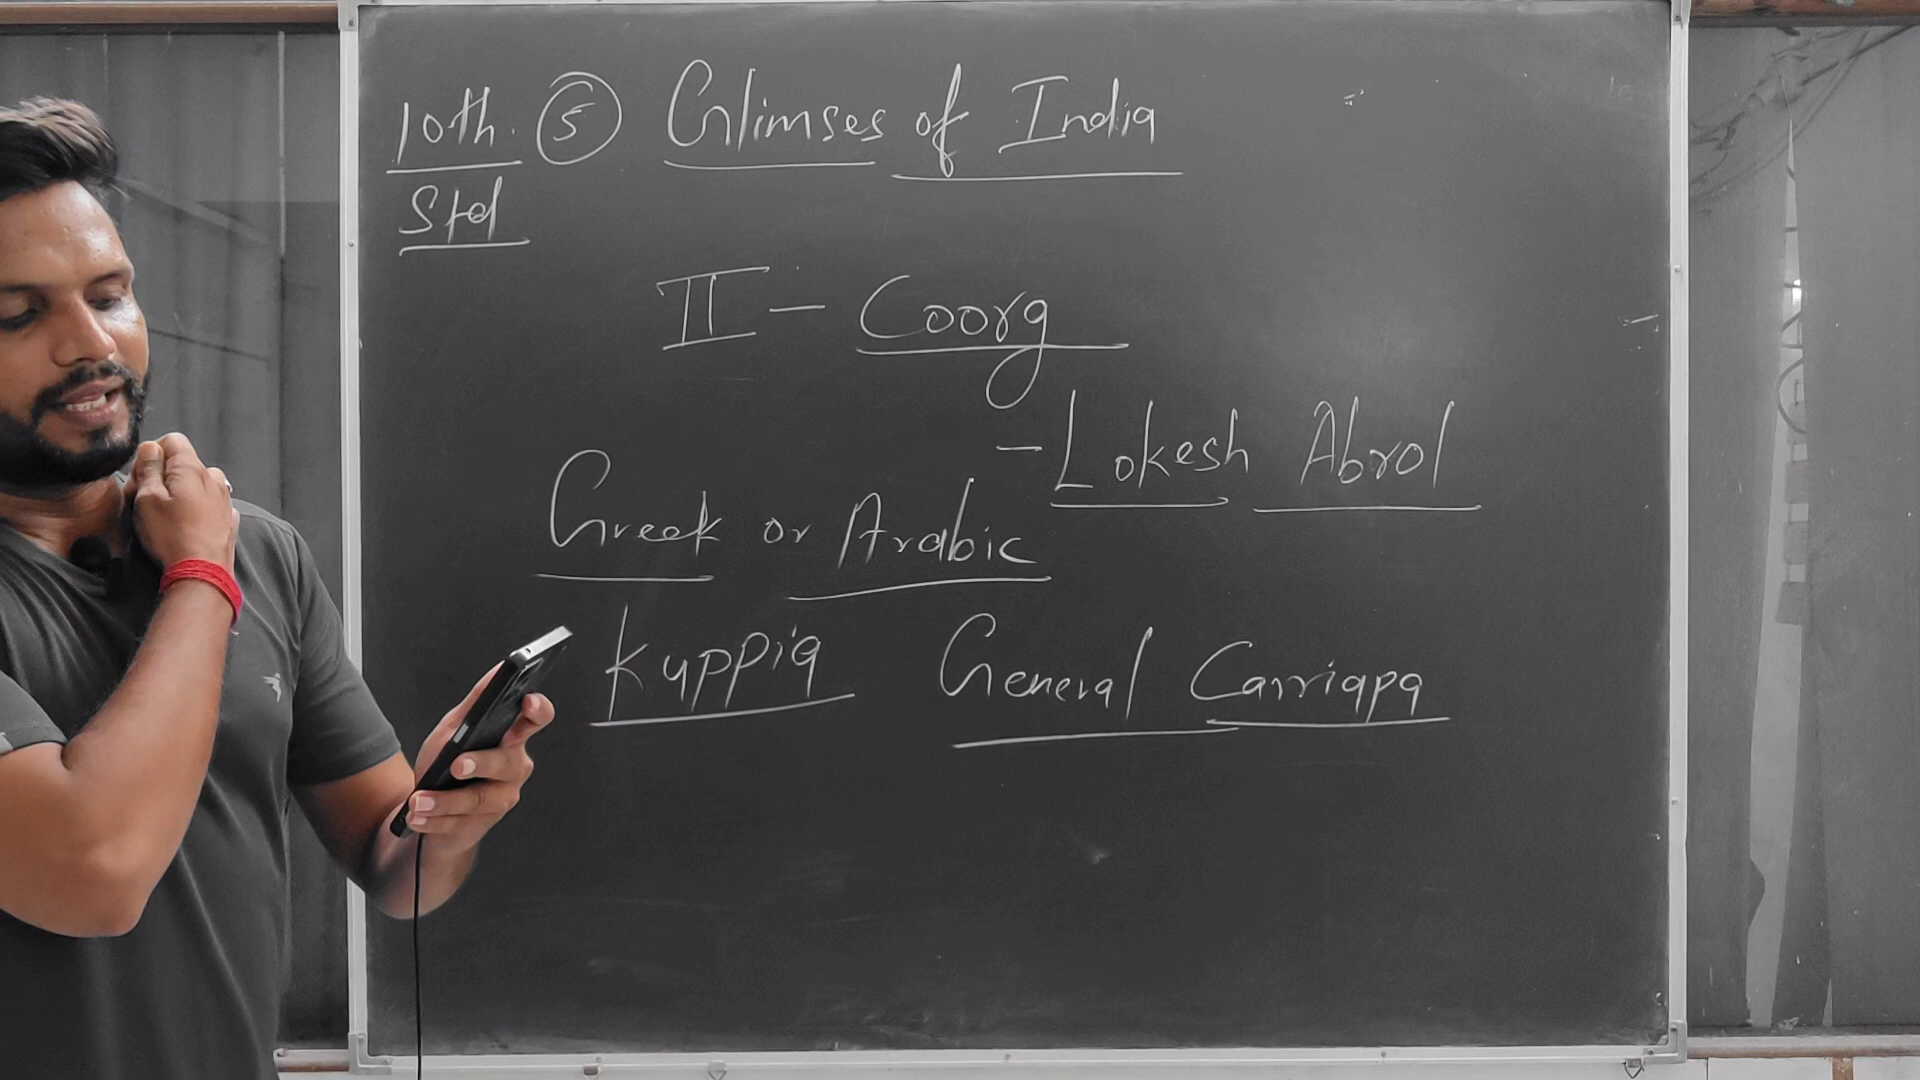 10th. 5 Glimses of India
Std
II - Coorg
- Lokesh Abrol
Greek or Arabic
Kuppia General Carriapa